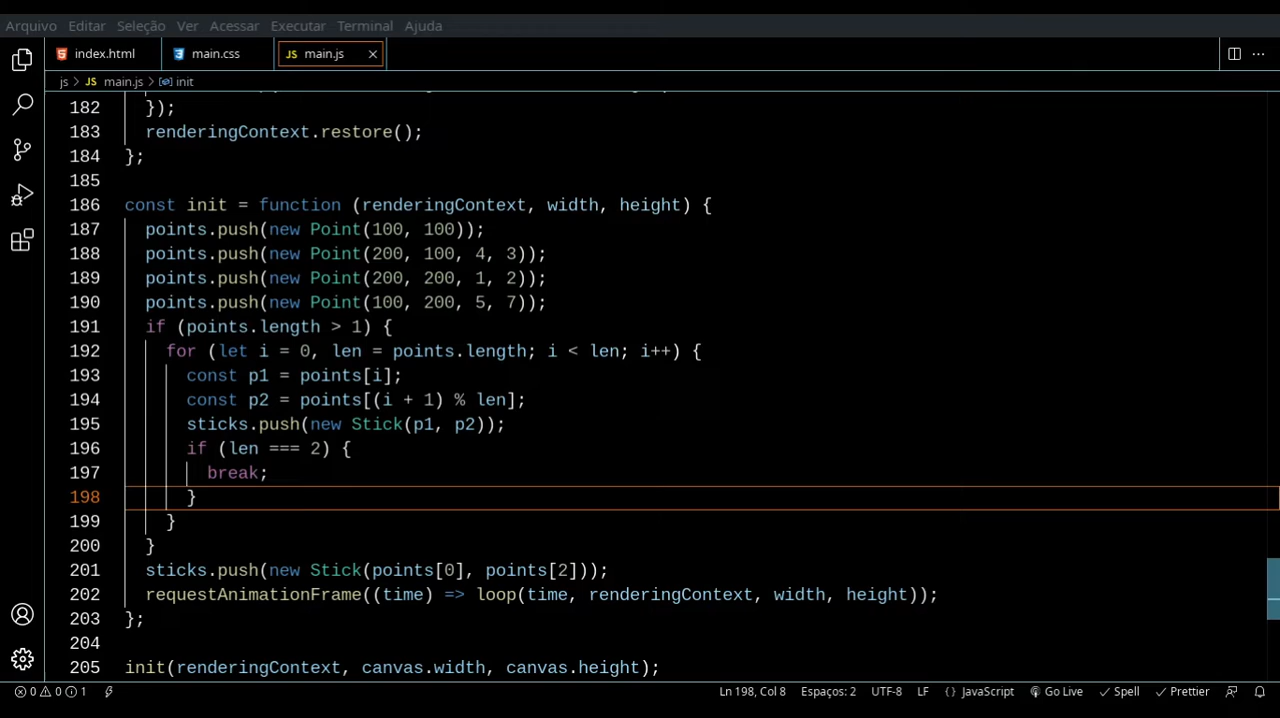 Arquivo Editar Seleção Ver Acessar Executar Terminal Ajuda
index.html main.css JS main.js
js > JS main.js > init
182 });
183 renderingContext.restore();
184 };
185
186 const init = function (renderingContext, width, height) {
187 points.push(new Point(100, 100));
188 points.push(new Point(200, 100, 4, 3));
189 points.push(new Point(200, 200, 1, 2));
190 points.push(new Point(100, 200, 5, 7));
191 if (points.length > 1) {
192 for (let i = 0, len = points.length; i < len; i++) {
193 const p1 = points[i];
194 const p2 = points[(i + 1) % len];
195 sticks.push(new Stick(p1, p2));
196 if (len === 2) {
197 break;
198 }
199 }
200 }
201 sticks.push(new Stick(points[0], points[2]));
202 requestAnimationFrame((time) => loop(time, renderingContext, width, height));
203 };
204
205 init(renderingContext, canvas.width, canvas.height);
0 0 1 Ln 198, Col 8 Espaços: 2 UTF-8 LF {} JavaScript Go Live Spell Prettier